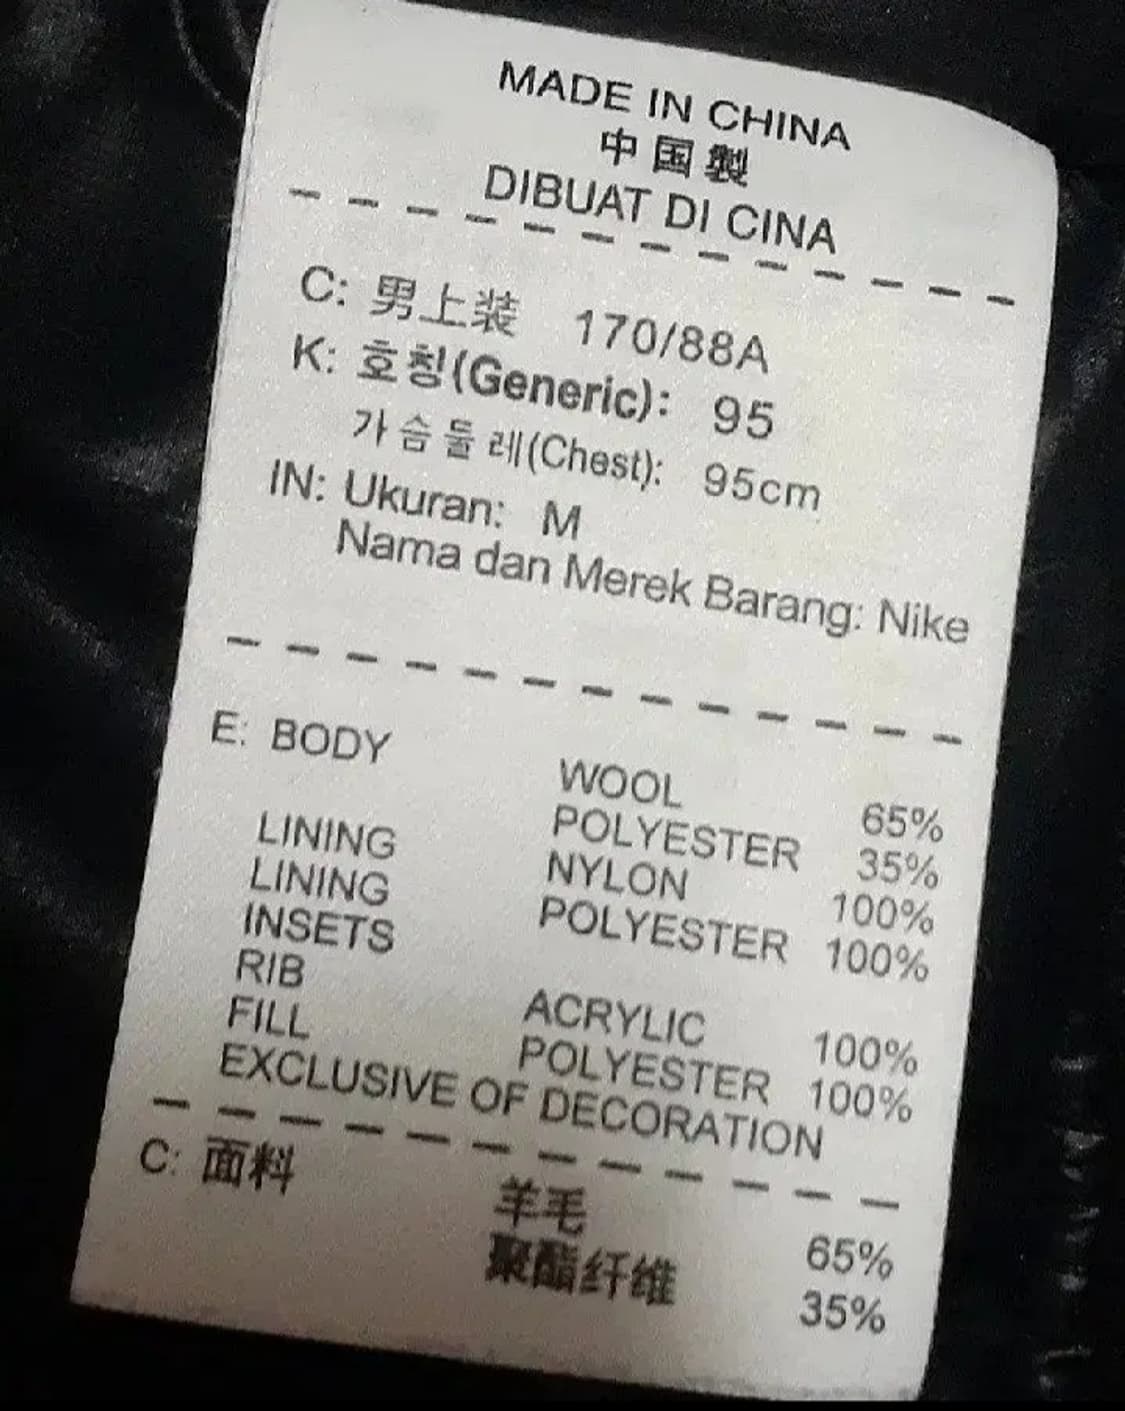 MADE IN CHINA
中国製
DIBUAT DI CINA
C: 男上装 170/88A
K: 호칭(Generic): 95
가슴둘레(Chest): 95cm
IN: Ukuran: M
Nama dan Merek Barang: Nike
E: BODY WOOL 65%
POLYESTER 35%
LINING NYLON 100%
LINING POLYESTER 100%
INSETS
RIB ACRYLIC 100%
FILL POLYESTER 100%
EXCLUSIVE OF DECORATION
C: 面料 羊毛 65%
聚酯纤维 35%